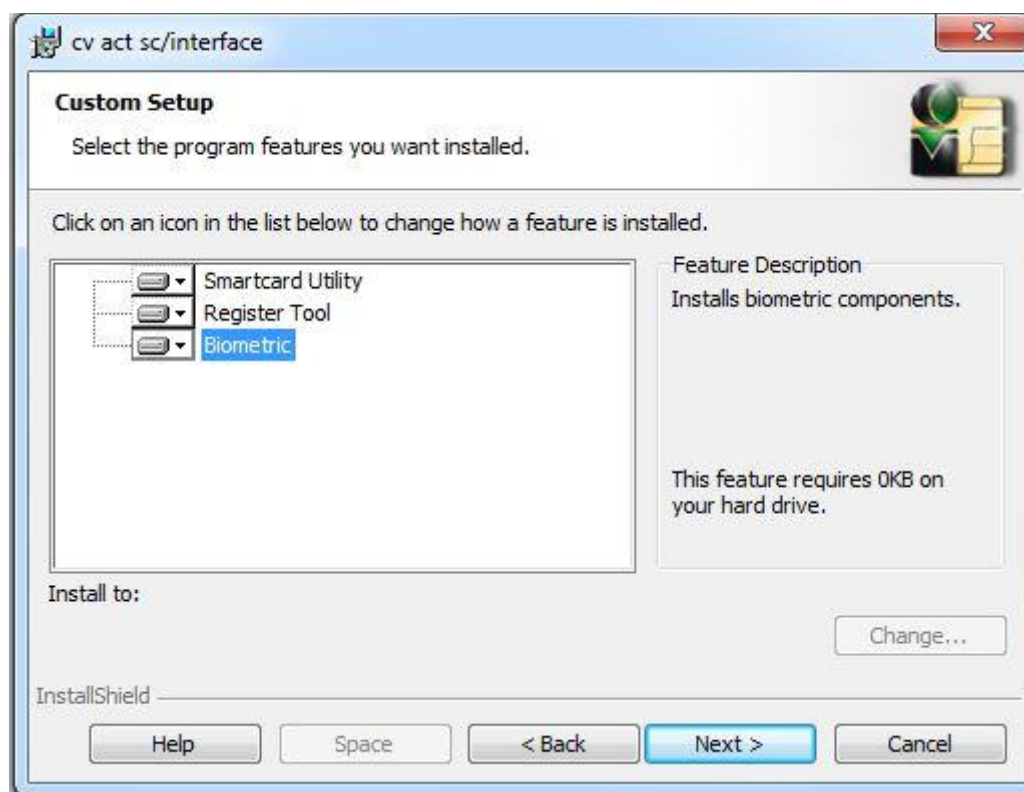 cv act sc/interface
Custom Setup
Select the program features you want installed.
Click on an icon in the list below to change how a feature is installed.
Smartcard Utility
Register Tool
Biometric
Feature Description
Installs biometric components.
This feature requires 0KB on
your hard drive.
Install to:
Change...
InstallShield
Help
Space
< Back
Next >
Cancel